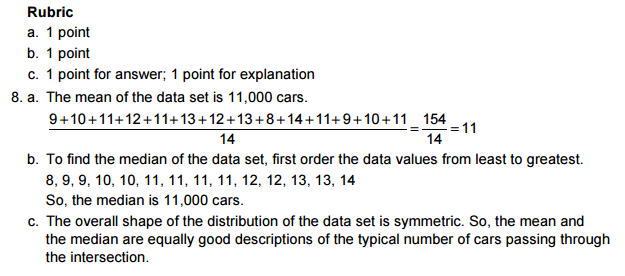 Rubric
a. 1 point
b. 1 point
c. 1 point for answer; 1 point for explanation
8. a. The mean of the data set is 11,000 cars.
9+10+11+12+11+13+12+13+8+14+11+9+10+11 / 14 = 154 / 14 = 11
b. To find the median of the data set, first order the data values from least to greatest.
8, 9, 9, 10, 10, 11, 11, 11, 11, 12, 12, 13, 13, 14
So, the median is 11,000 cars.
c. The overall shape of the distribution of the data set is symmetric. So, the mean and
the median are equally good descriptions of the typical number of cars passing through
the intersection.